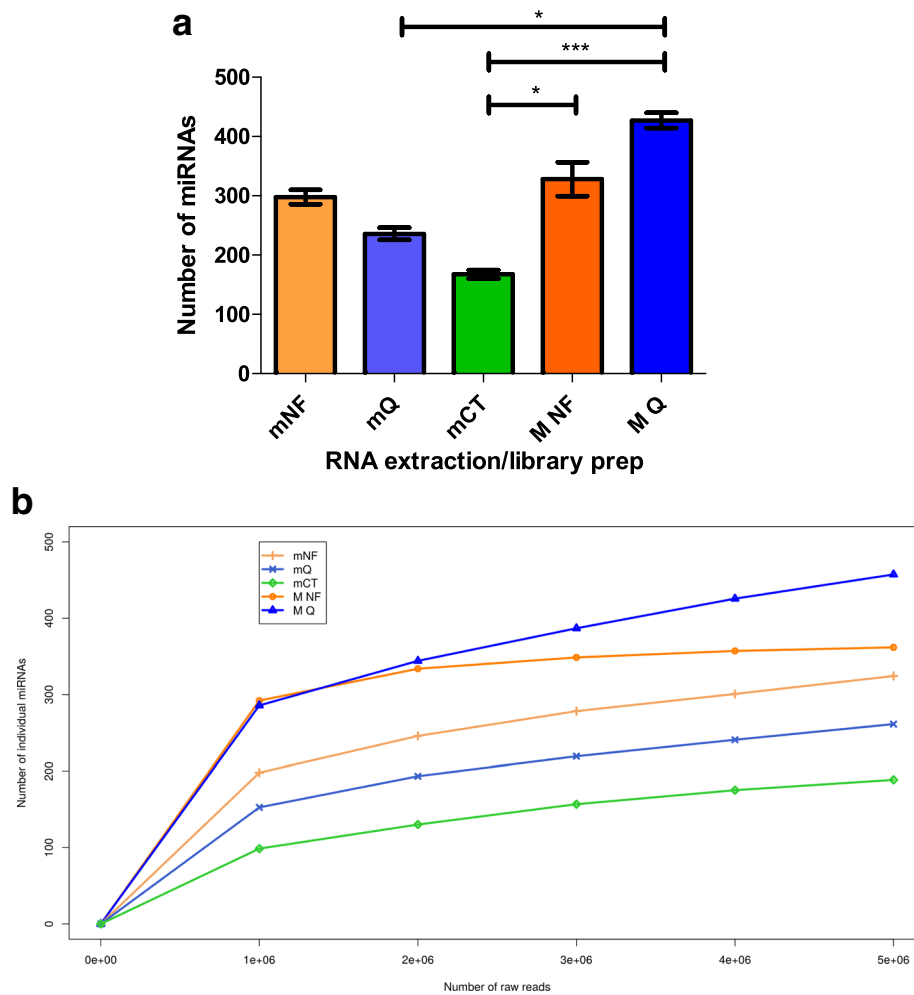 a
*
***
*
500
400
300
200
100
0
Number of miRNAs
mNF
mQ
mCT
M NF
M Q
RNA extraction/library prep
b
500
400
300
200
100
0
Number of individual miRNAs
mNF
mQ
mCT
M NF
M Q
0e+00 1e+06 2e+06 3e+06 4e+06 5e+06
Number of raw reads